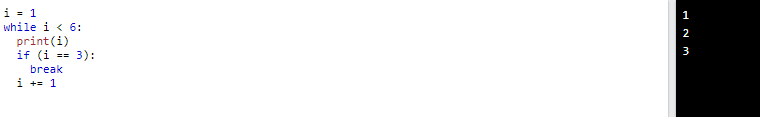 i = 1
while i < 6:
  print(i)
  if (i == 3):
    break
  i += 1
1
2
3